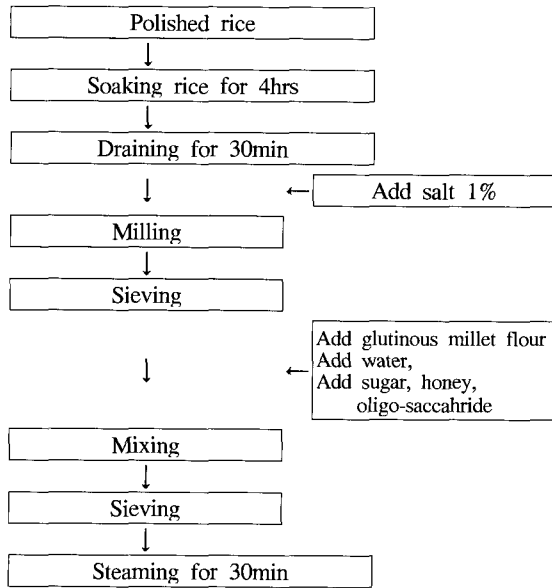 Polished rice
↓
Soaking rice for 4hrs
↓
Draining for 30min
↓ ← Add salt 1%
Milling
↓
Sieving
Add glutinous millet flour
Add water,
↓ ← Add sugar, honey,
oligo-saccahride
Mixing
↓
Sieving
↓
Steaming for 30min